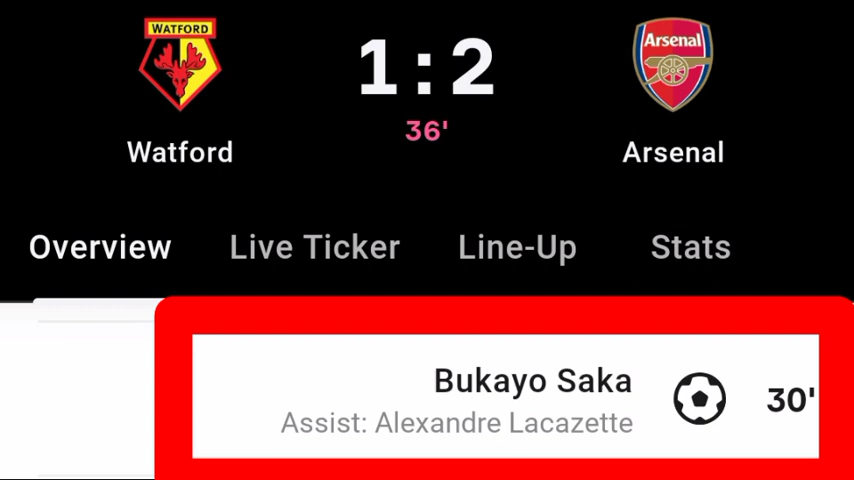 WATFORD
Arsenal
1:2
36'
Watford
Arsenal
Overview Live Ticker Line-Up Stats
Bukayo Saka
30'
Assist: Alexandre Lacazette